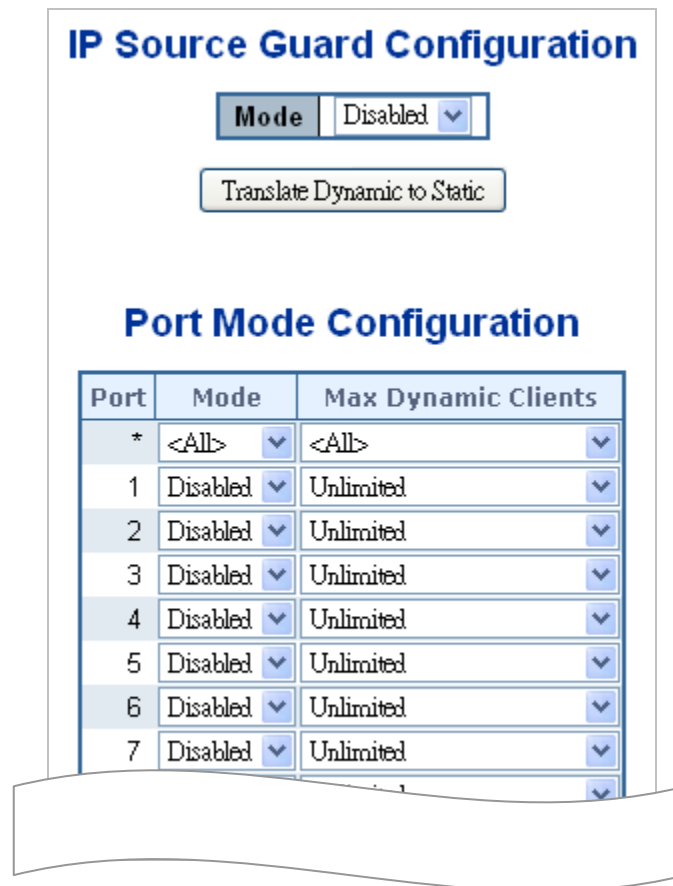 IP Source Guard Configuration
Mode Disabled
Translate Dynamic to Static
Port Mode Configuration
Port Mode Max Dynamic Clients
* <All> <All>
1 Disabled Unlimited
2 Disabled Unlimited
3 Disabled Unlimited
4 Disabled Unlimited
5 Disabled Unlimited
6 Disabled Unlimited
7 Disabled Unlimited